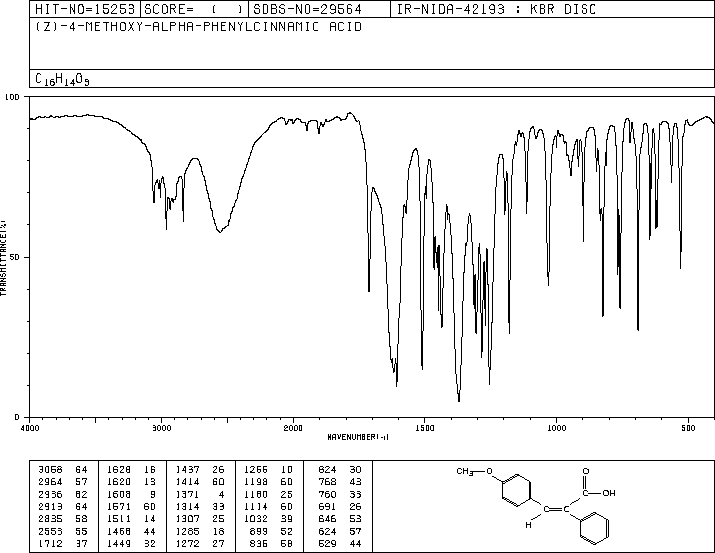 HIT-NO=15253 SCORE= ( ) SDBS-NO=29564 IR-NIDA-42193 : KBR DISC
(Z)-4-METHOXY-ALPHA-PHENYLCINNAMIC ACID
C16H14O3
100
50
0
TRANSMITTANCE(%)
4000 3000 2000 1500 1000 500
WAVENUMBER(-1)
3068 64 1628 16 1437 26 1255 10 824 30
2964 57 1620 13 1414 60 1198 60 768 43
2936 62 1608 9 1371 4 1180 25 760 33
2913 64 1571 60 1314 39 1114 60 691 26
2835 58 1511 14 1307 25 1032 39 646 53
2553 55 1468 44 1285 18 899 52 624 57
1712 37 1449 32 1272 27 836 58 529 44
CH3 O
O
OH
C C
H